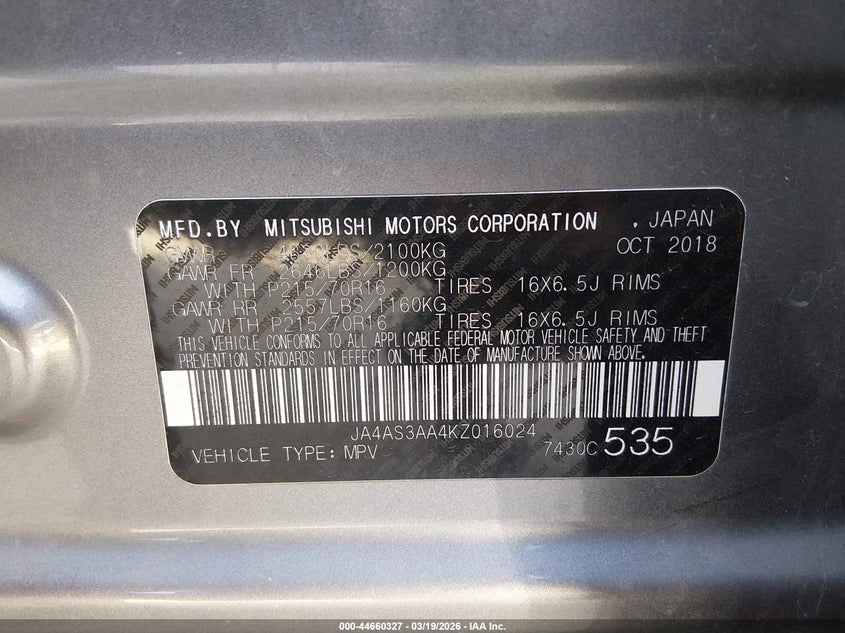 MFD.BY MITSUBISHI MOTORS CORPORATION . JAPAN
GVWR LBS/2100KG OCT 2018
GAWR FR 2646LBS/1200KG
WITH P215/70R16 TIRES 16X6.5J RIMS
GAWR RR 2557LBS/1160KG
WITH P215/70R16 TIRES 16X6.5J RIMS
THIS VEHICLE CONFORMS TO ALL APPLICABLE FEDERAL MOTOR VEHICLE SAFETY AND THEFT
PREVENTION STANDARDS IN EFFECT ON THE DATE OF MANUFACTURE SHOWN ABOVE.
JA4AS3AA4KZ016024
VEHICLE TYPE: MPV 7430C 535
000-44660327 - 03/19/2026 - IAA Inc.